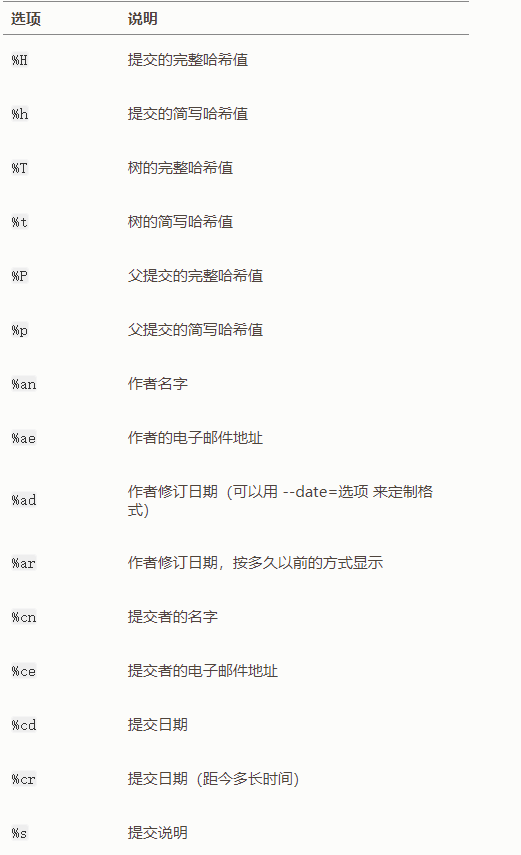 选项 说明
%H 提交的完整哈希值
%h 提交的简写哈希值
%T 树的完整哈希值
%t 树的简写哈希值
%P 父提交的完整哈希值
%p 父提交的简写哈希值
%an 作者名字
%ae 作者的电子邮件地址
%ad 作者修订日期（可以用 --date=选项 来定制格
式）
%ar 作者修订日期，按多久以前的方式显示
%cn 提交者的名字
%ce 提交者的电子邮件地址
%cd 提交日期
%cr 提交日期（距今多长时间）
%s 提交说明